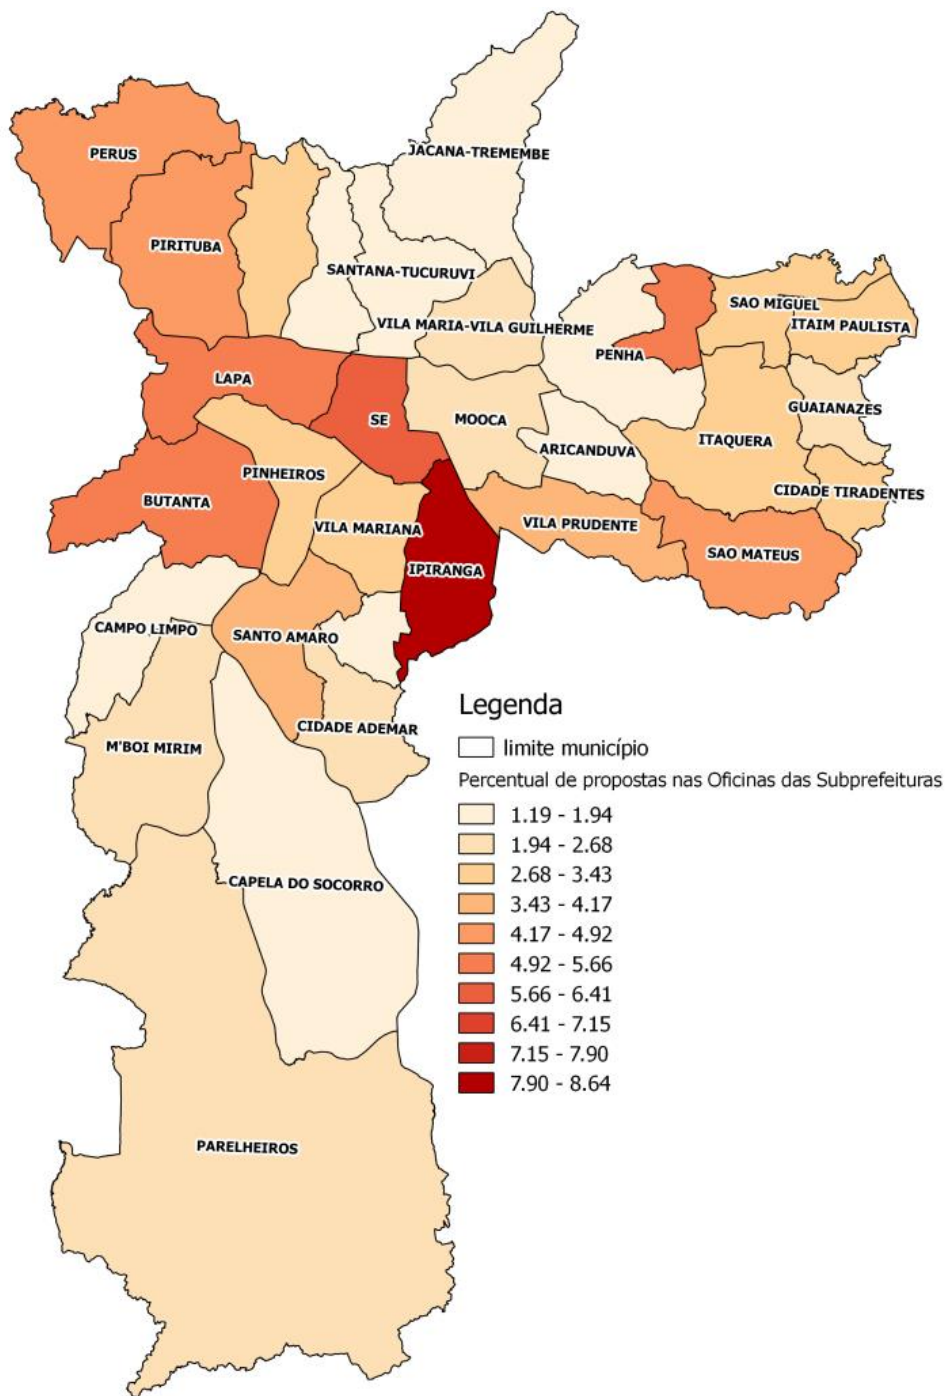 JACANA-TREMEMBE
PERUS
PIRITUBA
SANTANA-TUCURUVI
SAO MIGUEL
VILA MARIA-VILA GUILHERME
ITAIM PAULISTA
PENHA
LAPA
GUAIANAZES
SE
MOOCA
ITAQUERA
ARICANDUVA
PINHEIROS
CIDADE TIRADENTES
BUTANTA
VILA MARIANA
VILA PRUDENTE
SAO MATEUS
IPIRANGA
CAMPO LIMPO
SANTO AMARO
CIDADE ADEMAR
M'BOI MIRIM
CAPELA DO SOCORRO
PARELHEIROS
Legenda
limite município
Percentual de propostas nas Oficinas das Subprefeituras
1.19 - 1.94
1.94 - 2.68
2.68 - 3.43
3.43 - 4.17
4.17 - 4.92
4.92 - 5.66
5.66 - 6.41
6.41 - 7.15
7.15 - 7.90
7.90 - 8.64